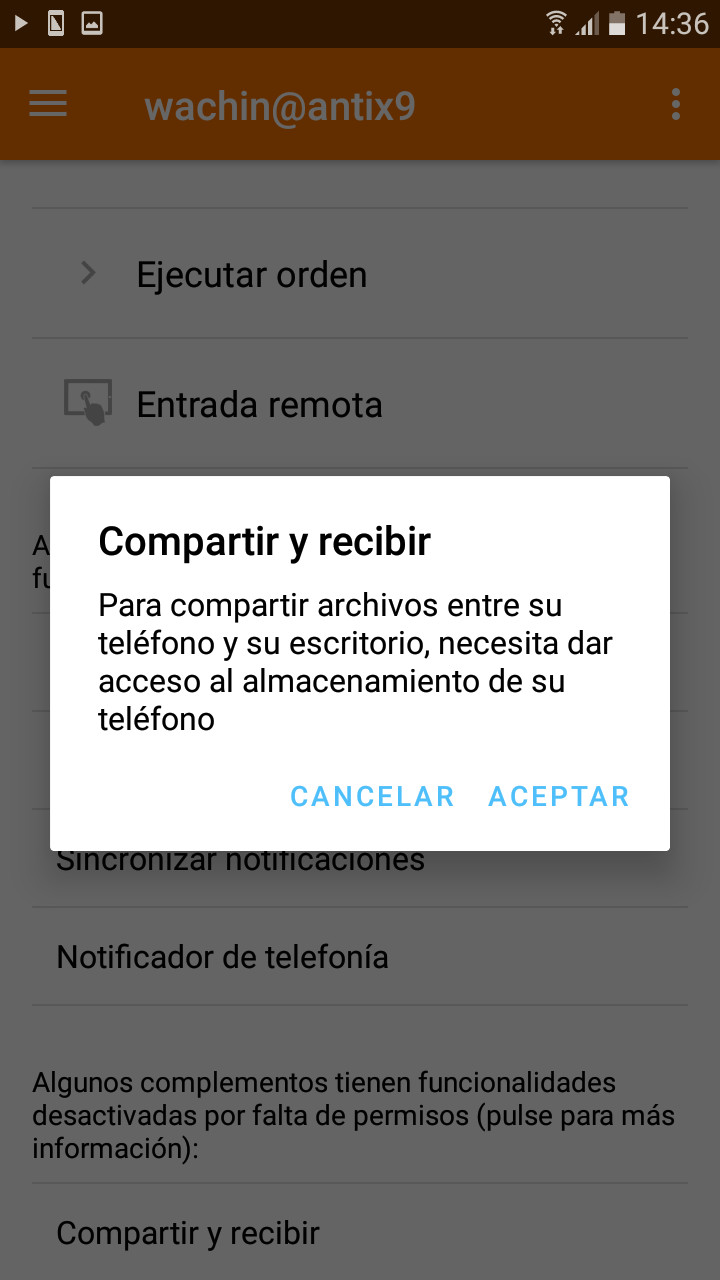 14:36
wachin@antix9
Ejecutar orden
Entrada remota
A
fu
Compartir y recibir
Para compartir archivos entre su
teléfono y su escritorio, necesita dar
acceso al almacenamiento de su
teléfono
CANCELAR ACEPTAR
Sincronizar notificaciones
Notificador de telefonía
Algunos complementos tienen funcionalidades
desactivadas por falta de permisos (pulse para más
información):
Compartir y recibir